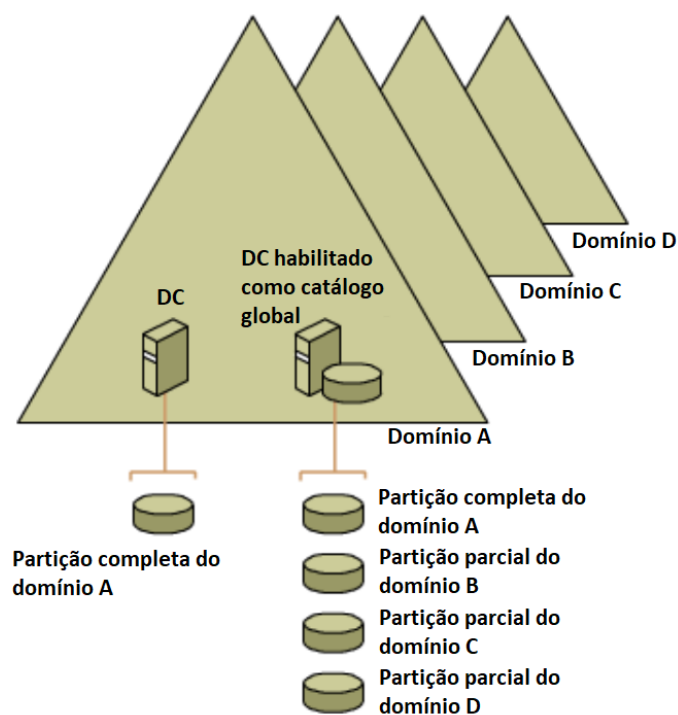 Domínio D
DC habilitado
como catálogo
global
DC
Domínio C
Domínio B
Domínio A
Partição completa do
domínio A
Partição completa do
domínio A
Partição parcial do
domínio B
Partição parcial do
domínio C
Partição parcial do
domínio D